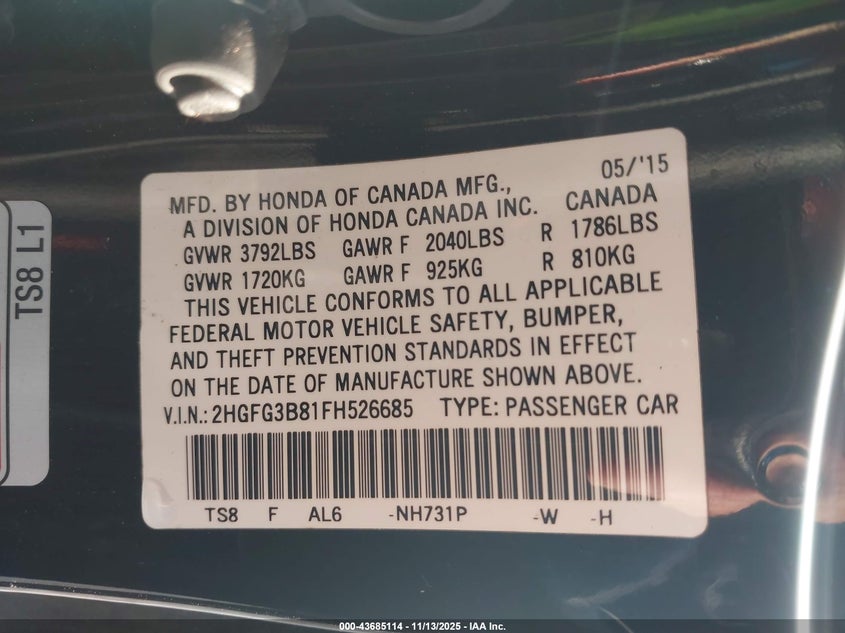 05/'15
MFD. BY HONDA OF CANADA MFG., CANADA
A DIVISION OF HONDA CANADA INC.
GVWR 3792LBS GAWR F 2040LBS R 1786LBS
GVWR 1720KG GAWR F 925KG R 810KG
THIS VEHICLE CONFORMS TO ALL APPLICABLE
FEDERAL MOTOR VEHICLE SAFETY, BUMPER,
AND THEFT PREVENTION STANDARDS IN EFFECT
ON THE DATE OF MANUFACTURE SHOWN ABOVE.
V.I.N.: 2HGFG3B81FH526685 TYPE: PASSENGER CAR
TS8 F AL6 -NH731P -W -H
TS8 L1
000-43685114 - 11/13/2025 - IAA Inc.